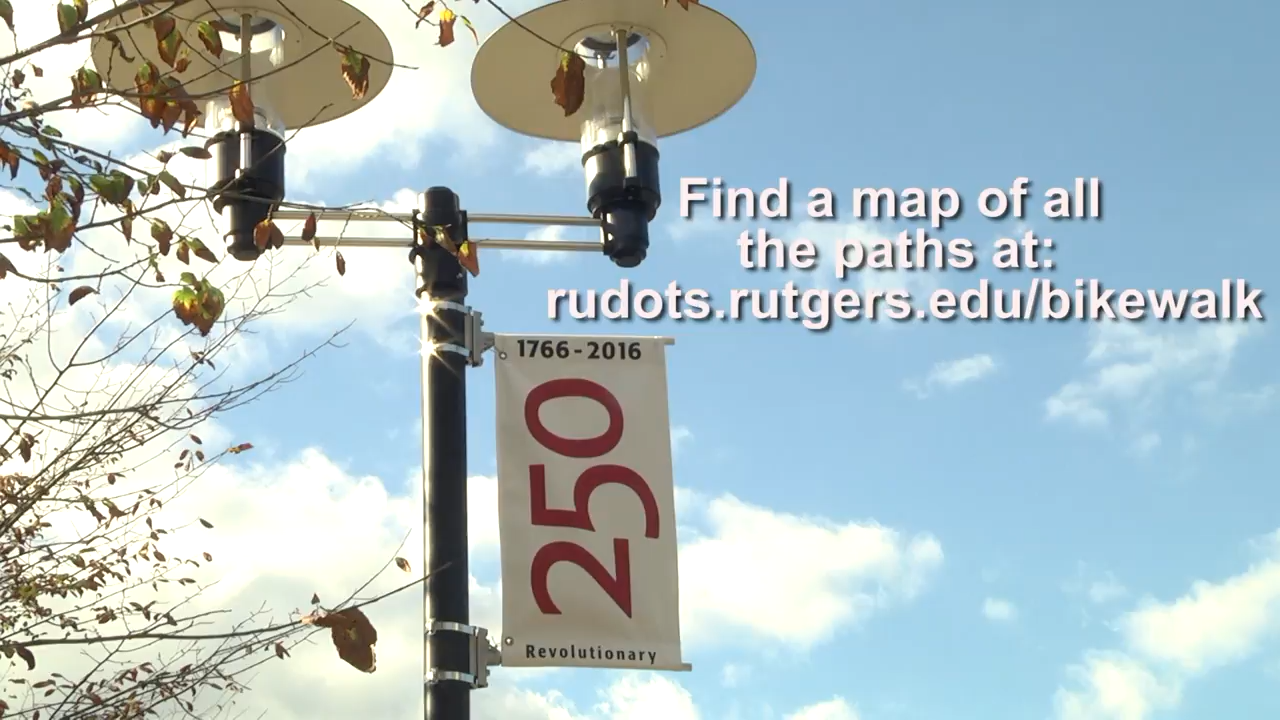 Find a map of all
the paths at:
rudots.rutgers.edu/bikewalk
1766-2016
250
Revolutionary